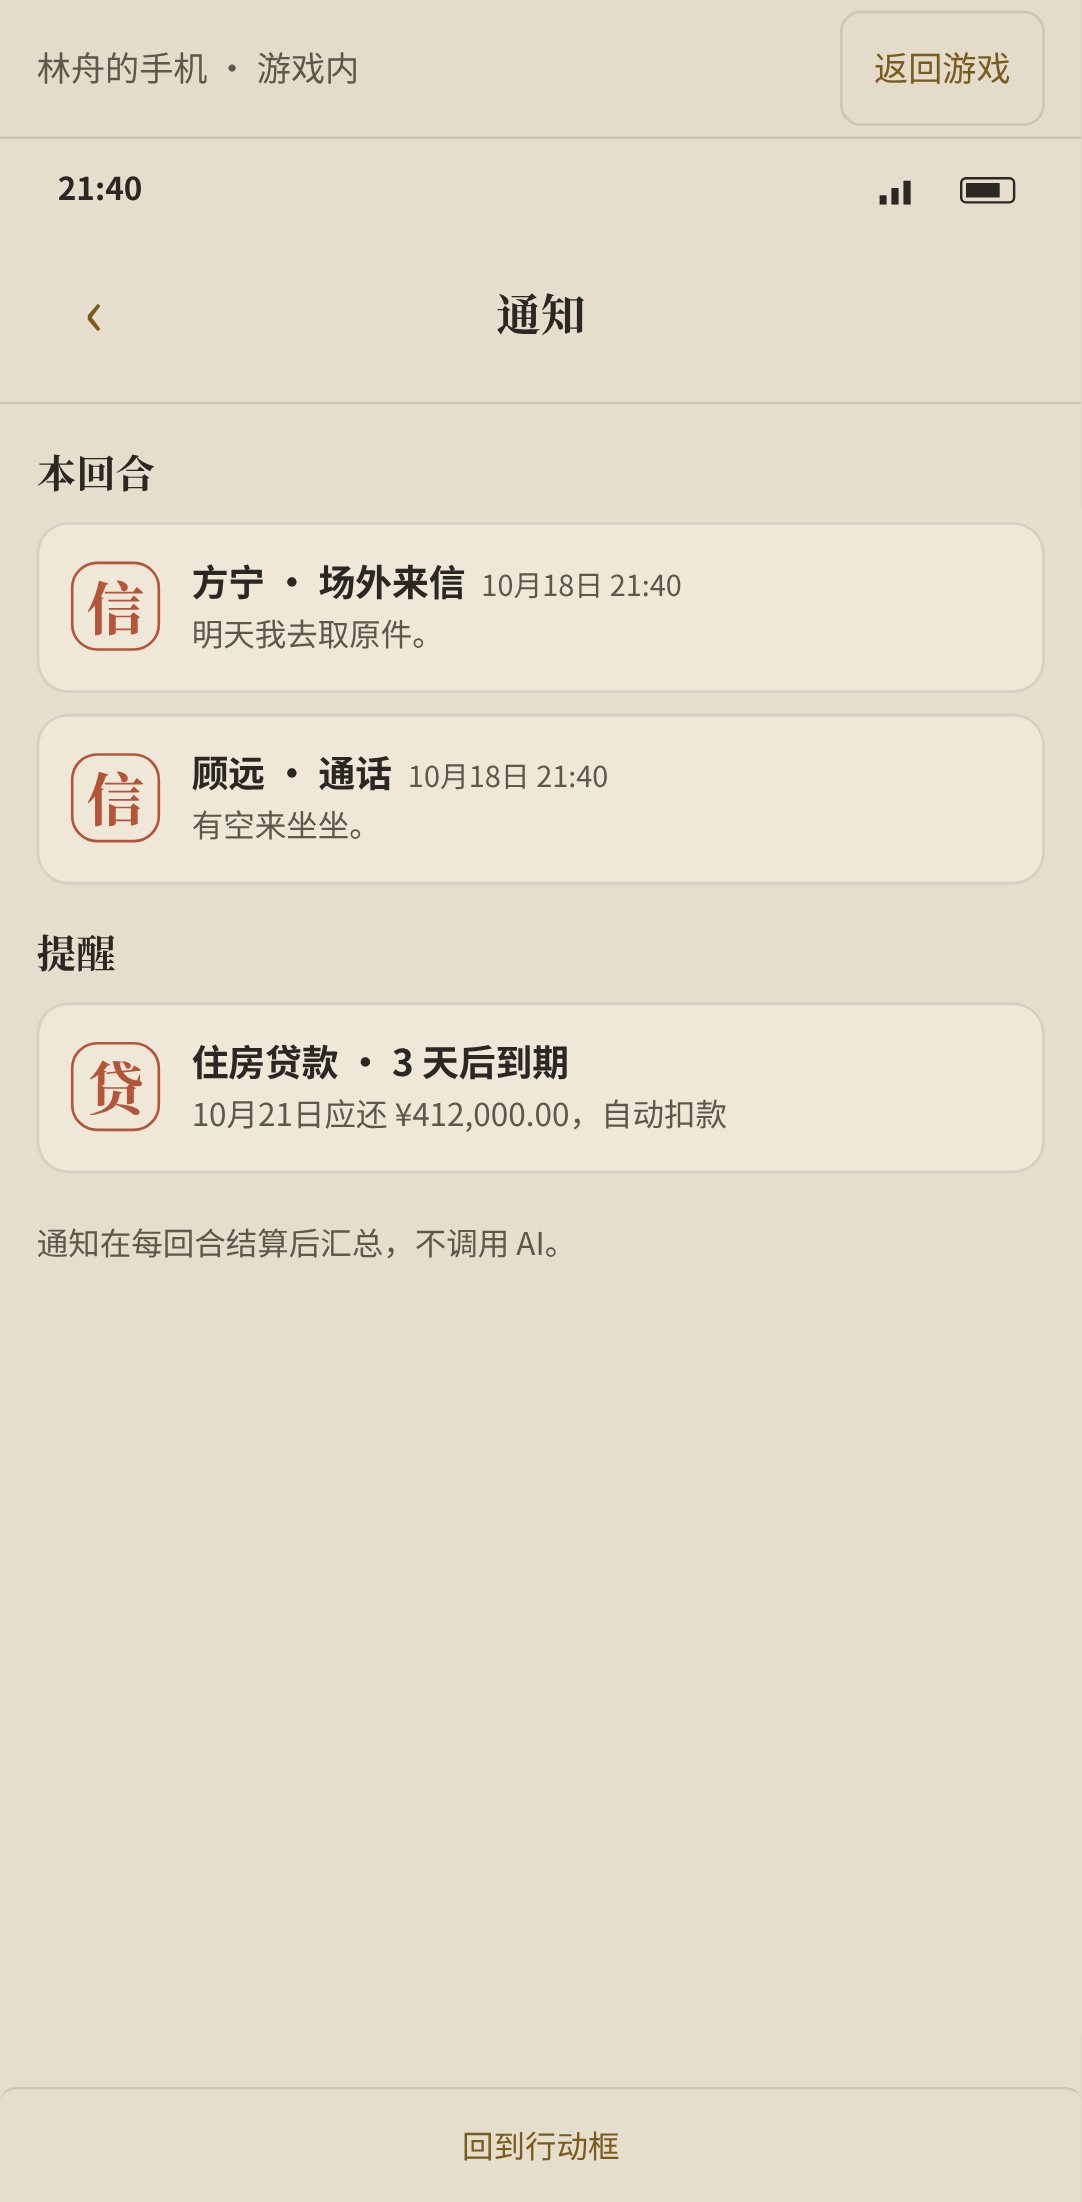 林舟的手机 · 游戏内
返回游戏
21:40
‹
通知
本回合
信
方宁 · 场外来信 10月18日 21:40
明天我去取原件。
信
顾远 · 通话 10月18日 21:40
有空来坐坐。
提醒
贷
住房贷款 · 3 天后到期
10月21日应还 ¥412,000.00，自动扣款
通知在每回合结算后汇总，不调用 AI。
回到行动框